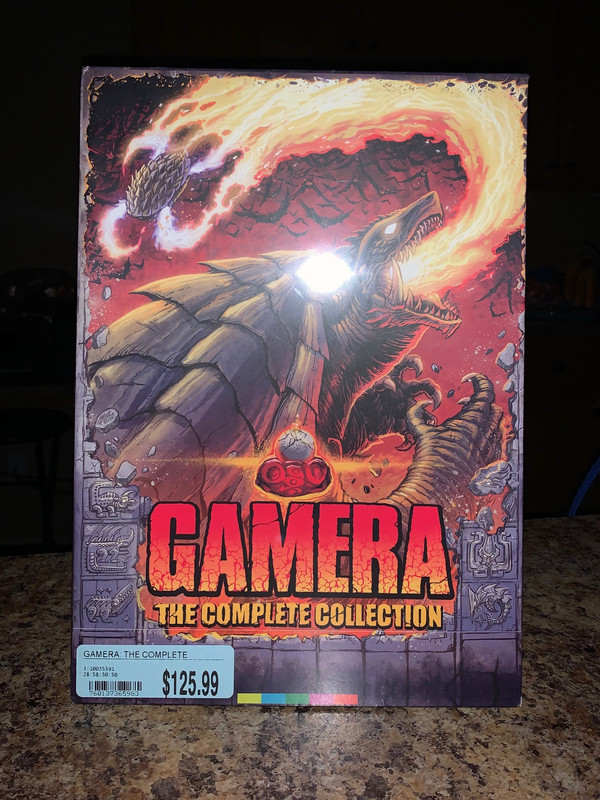 GAMERA
THE COMPLETE COLLECTION
GAMERA: THE COMPLETE
$125.99